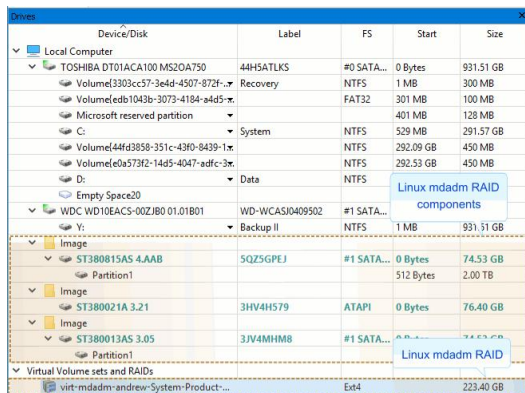 Drives ×
Device/Disk Label FS Start Size
Local Computer
TOSHIBA DT01ACA100 MS2OA750 44H5ATLKS #0 SATA... 0 Bytes 931.51 GB
Volume{3303cc57-3e4d-4507-872f-... Recovery NTFS 1 MB 300 MB
Volume{edb1043b-3073-4184-a4d5-... FAT32 301 MB 100 MB
Microsoft reserved partition 401 MB 128 MB
C: System NTFS 529 MB 291.57 GB
Volume{44fd3858-351c-43f0-8439-1... NTFS 292.09 GB 450 MB
Volume{e0a573f2-14d5-4047-adfc-3... NTFS 292.53 GB 450 MB
D: Data NTFS
Linux mdadm RAID
components
Empty Space20
WDC WD10EACS-00ZJB0 01.01B01 WD-WCASJ0409502 #1 SATA...
Y: Backup II NTFS 1 MB 931.51 GB
Image
ST380815AS 4.AAB 5QZ5GPEJ #1 SATA... 0 Bytes 74.53 GB
Partition1 512 Bytes 2.00 TB
Image
ST380021A 3.21 3HV4H579 ATAPI 0 Bytes 76.40 GB
Image
ST380013AS 3.05 3JV4MHM8 #1 SATA... 0 Bytes 74.53 GB
Partition1
Linux mdadm RAID
Virtual Volume sets and RAIDs
virt-mdadm-andrew-System-Product-... Ext4 223.40 GB